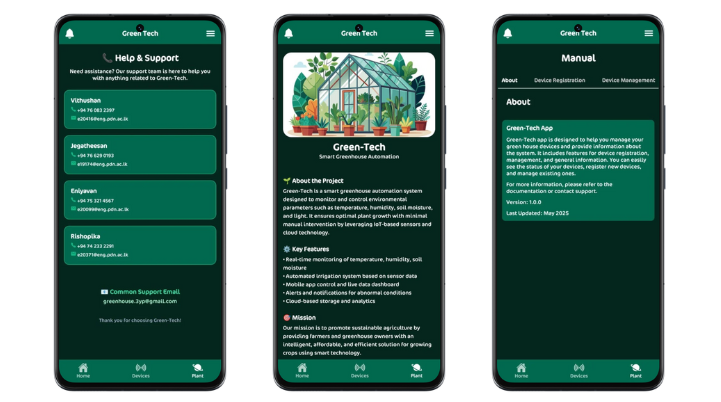 Green Tech
📞 Help & Support
Need assistance? Our support team is here to help you
with anything related to Green-Tech.
Vithushan
+94 76 083 2397
e20416@eng.pdn.ac.lk
Jegatheesan
+94 76 629 0193
e19174@eng.pdn.ac.lk
Eniyavan
+94 75 321 4567
e20099@eng.pdn.ac.lk
Rishopika
+94 74 233 2291
e20371@eng.pdn.ac.lk
📧 Common Support Email
greenhouse.3yp@gmail.com
Thank you for choosing Green-Tech!
Home
Devices
Plant
Green Tech
Green-Tech
Smart Greenhouse Automation
🌱 About the Project
Green-Tech is a smart greenhouse automation system
designed to monitor and control environmental
parameters such as temperature, humidity, soil moisture,
and light. It ensures optimal plant growth with minimal
manual intervention by leveraging IoT-based sensors and
cloud technology.
⚙️ Key Features
• Real-time monitoring of temperature, humidity, soil
moisture
• Automated irrigation system based on sensor data
• Mobile app control and live data dashboard
• Alerts and notifications for abnormal conditions
• Cloud-based storage and analytics
🎯 Mission
Our mission is to promote sustainable agriculture by
providing farmers and greenhouse owners with an
intelligent, affordable, and efficient solution for growing
crops using smart technology.
Home
Devices
Plant
Green Tech
Manual
About
Device Registration
Device Management
About
Green-Tech App
Green-Tech app is designed to help you manage your
green house devices and provide information about
the system. It includes features for device registration,
management, and general information. You can easily
see the status of your devices, register new devices,
and manage existing ones.
For more information, please refer to the
documentation or contact support.
Version: 1.0.0
Last Updated: May 2025
Home
Devices
Plant